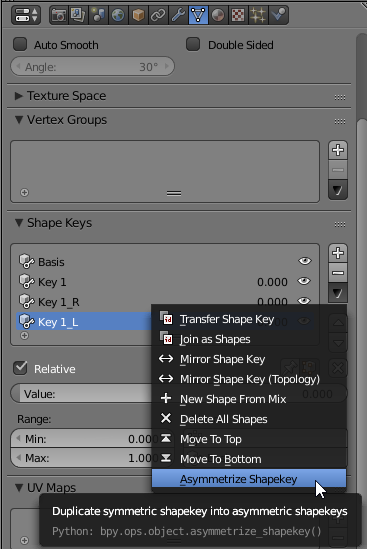 Auto Smooth Double Sided
Angle: 30°
Texture Space
Vertex Groups
Shape Keys
Basis
Key 1 0.000
Key 1_R 0.000
Key 1_L
Transfer Shape Key
Join as Shapes
Mirror Shape Key
Mirror Shape Key (Topology)
New Shape From Mix
Delete All Shapes
Move To Top
Move To Bottom
Asymmetrize Shapekey
Relative
Value: 0.000
Range:
Min: 0.00
Max: 1.00
UV Maps
Duplicate symmetric shapekey into asymmetric shapekeys
Python: bpy.ops.object.asymmetrize_shapekey()